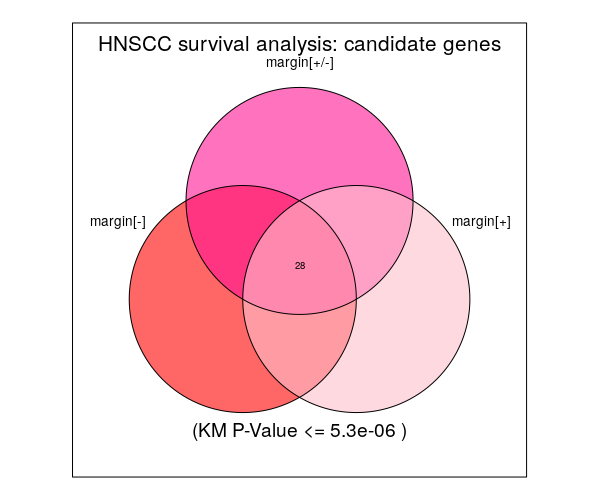 HNSCC survival analysis: candidate genes
margin[+/-]
margin[-]
margin[+]
28
(KM P-Value <= 5.3e-06 )